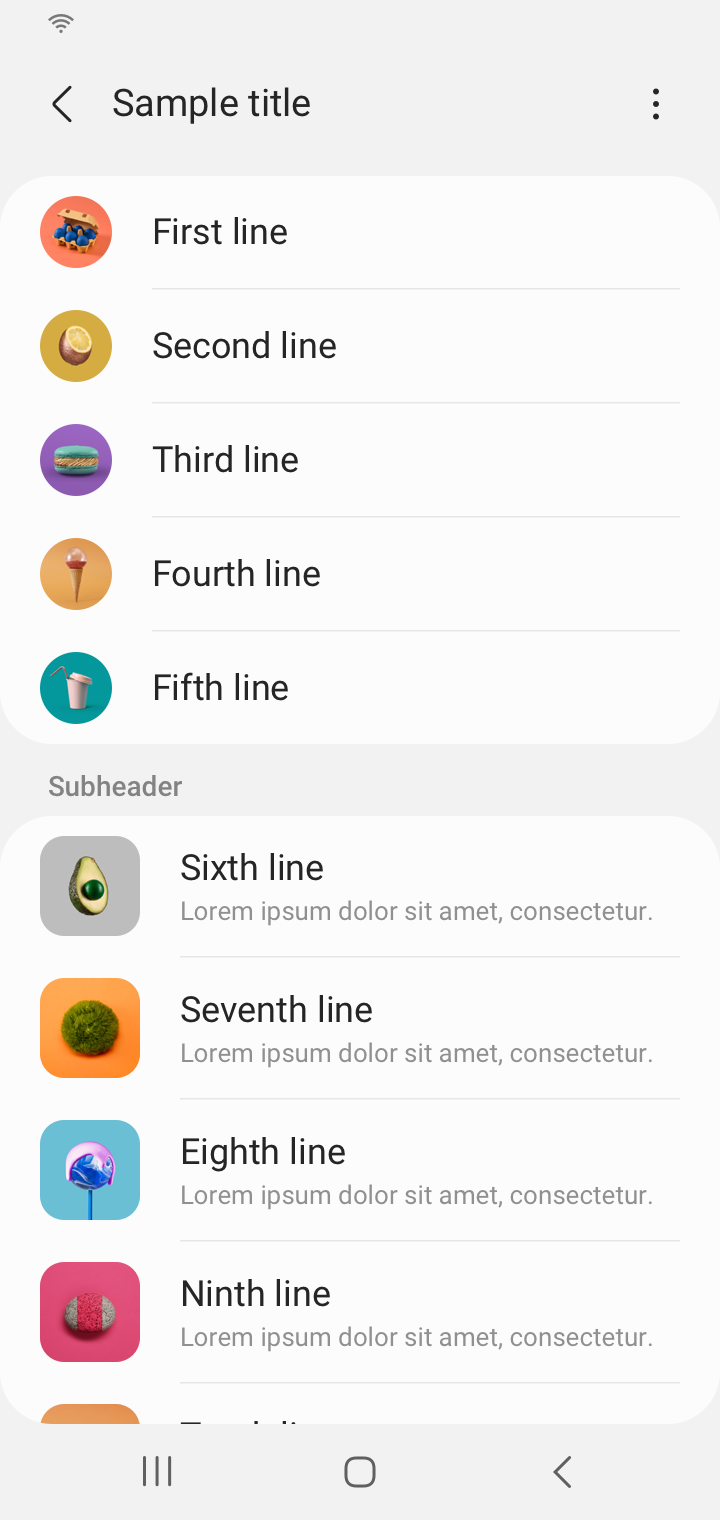 Sample title
First line
Second line
Third line
Fourth line
Fifth line
Subheader
Sixth line
Lorem ipsum dolor sit amet, consectetur.
Seventh line
Lorem ipsum dolor sit amet, consectetur.
Eighth line
Lorem ipsum dolor sit amet, consectetur.
Ninth line
Lorem ipsum dolor sit amet, consectetur.